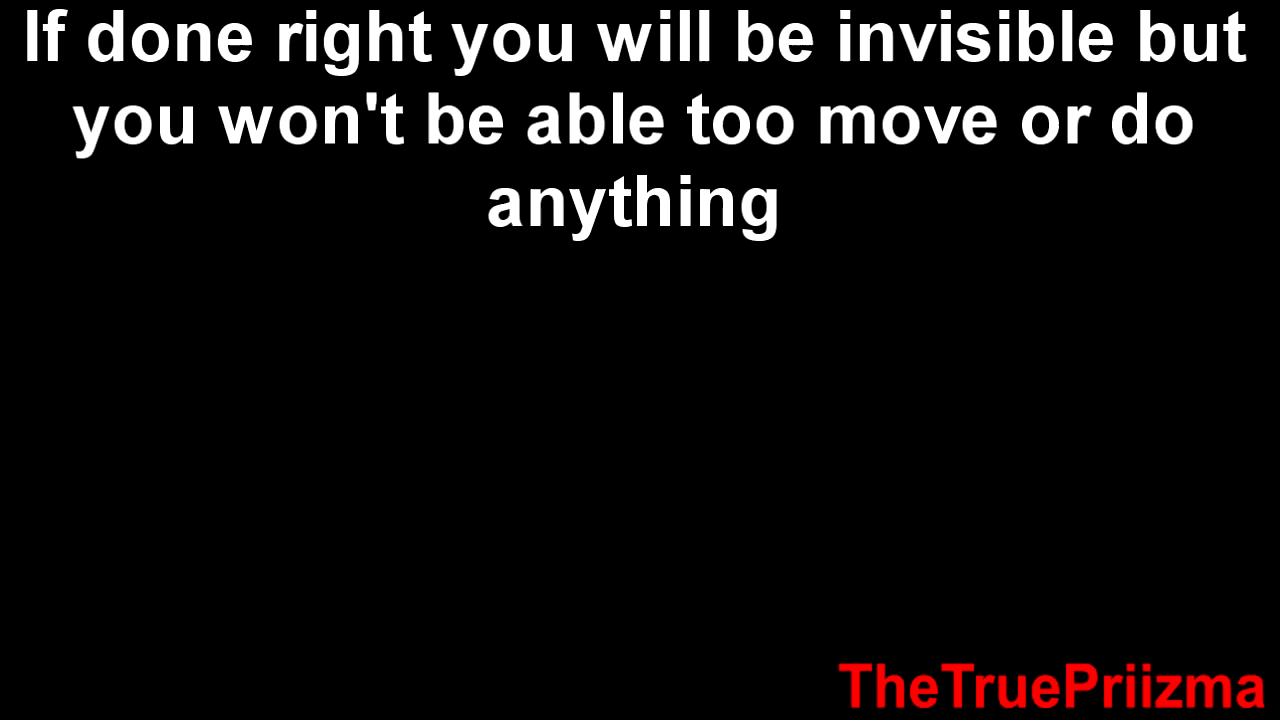 If done right you will be invisible but
you won't be able too move or do
anything
TheTruePriizma